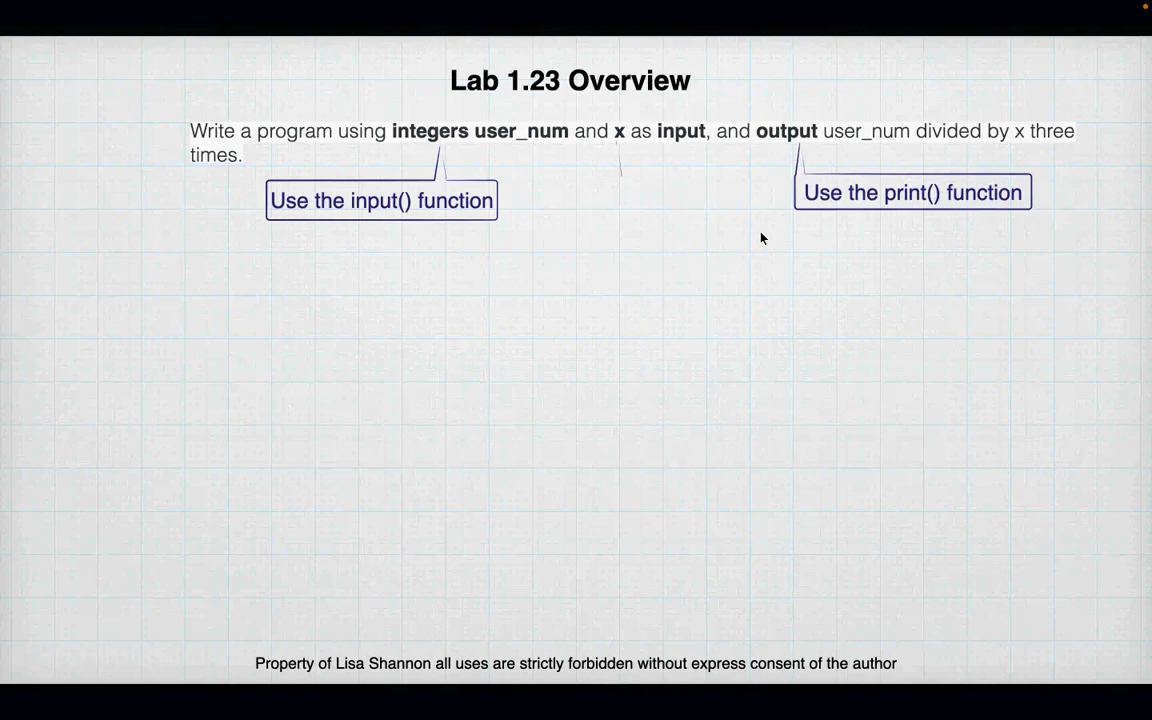 Lab 1.23 Overview
Write a program using integers user_num and x as input, and output user_num divided by x three
times.
Use the input() function
Use the print() function
Property of Lisa Shannon all uses are strictly forbidden without express consent of the author